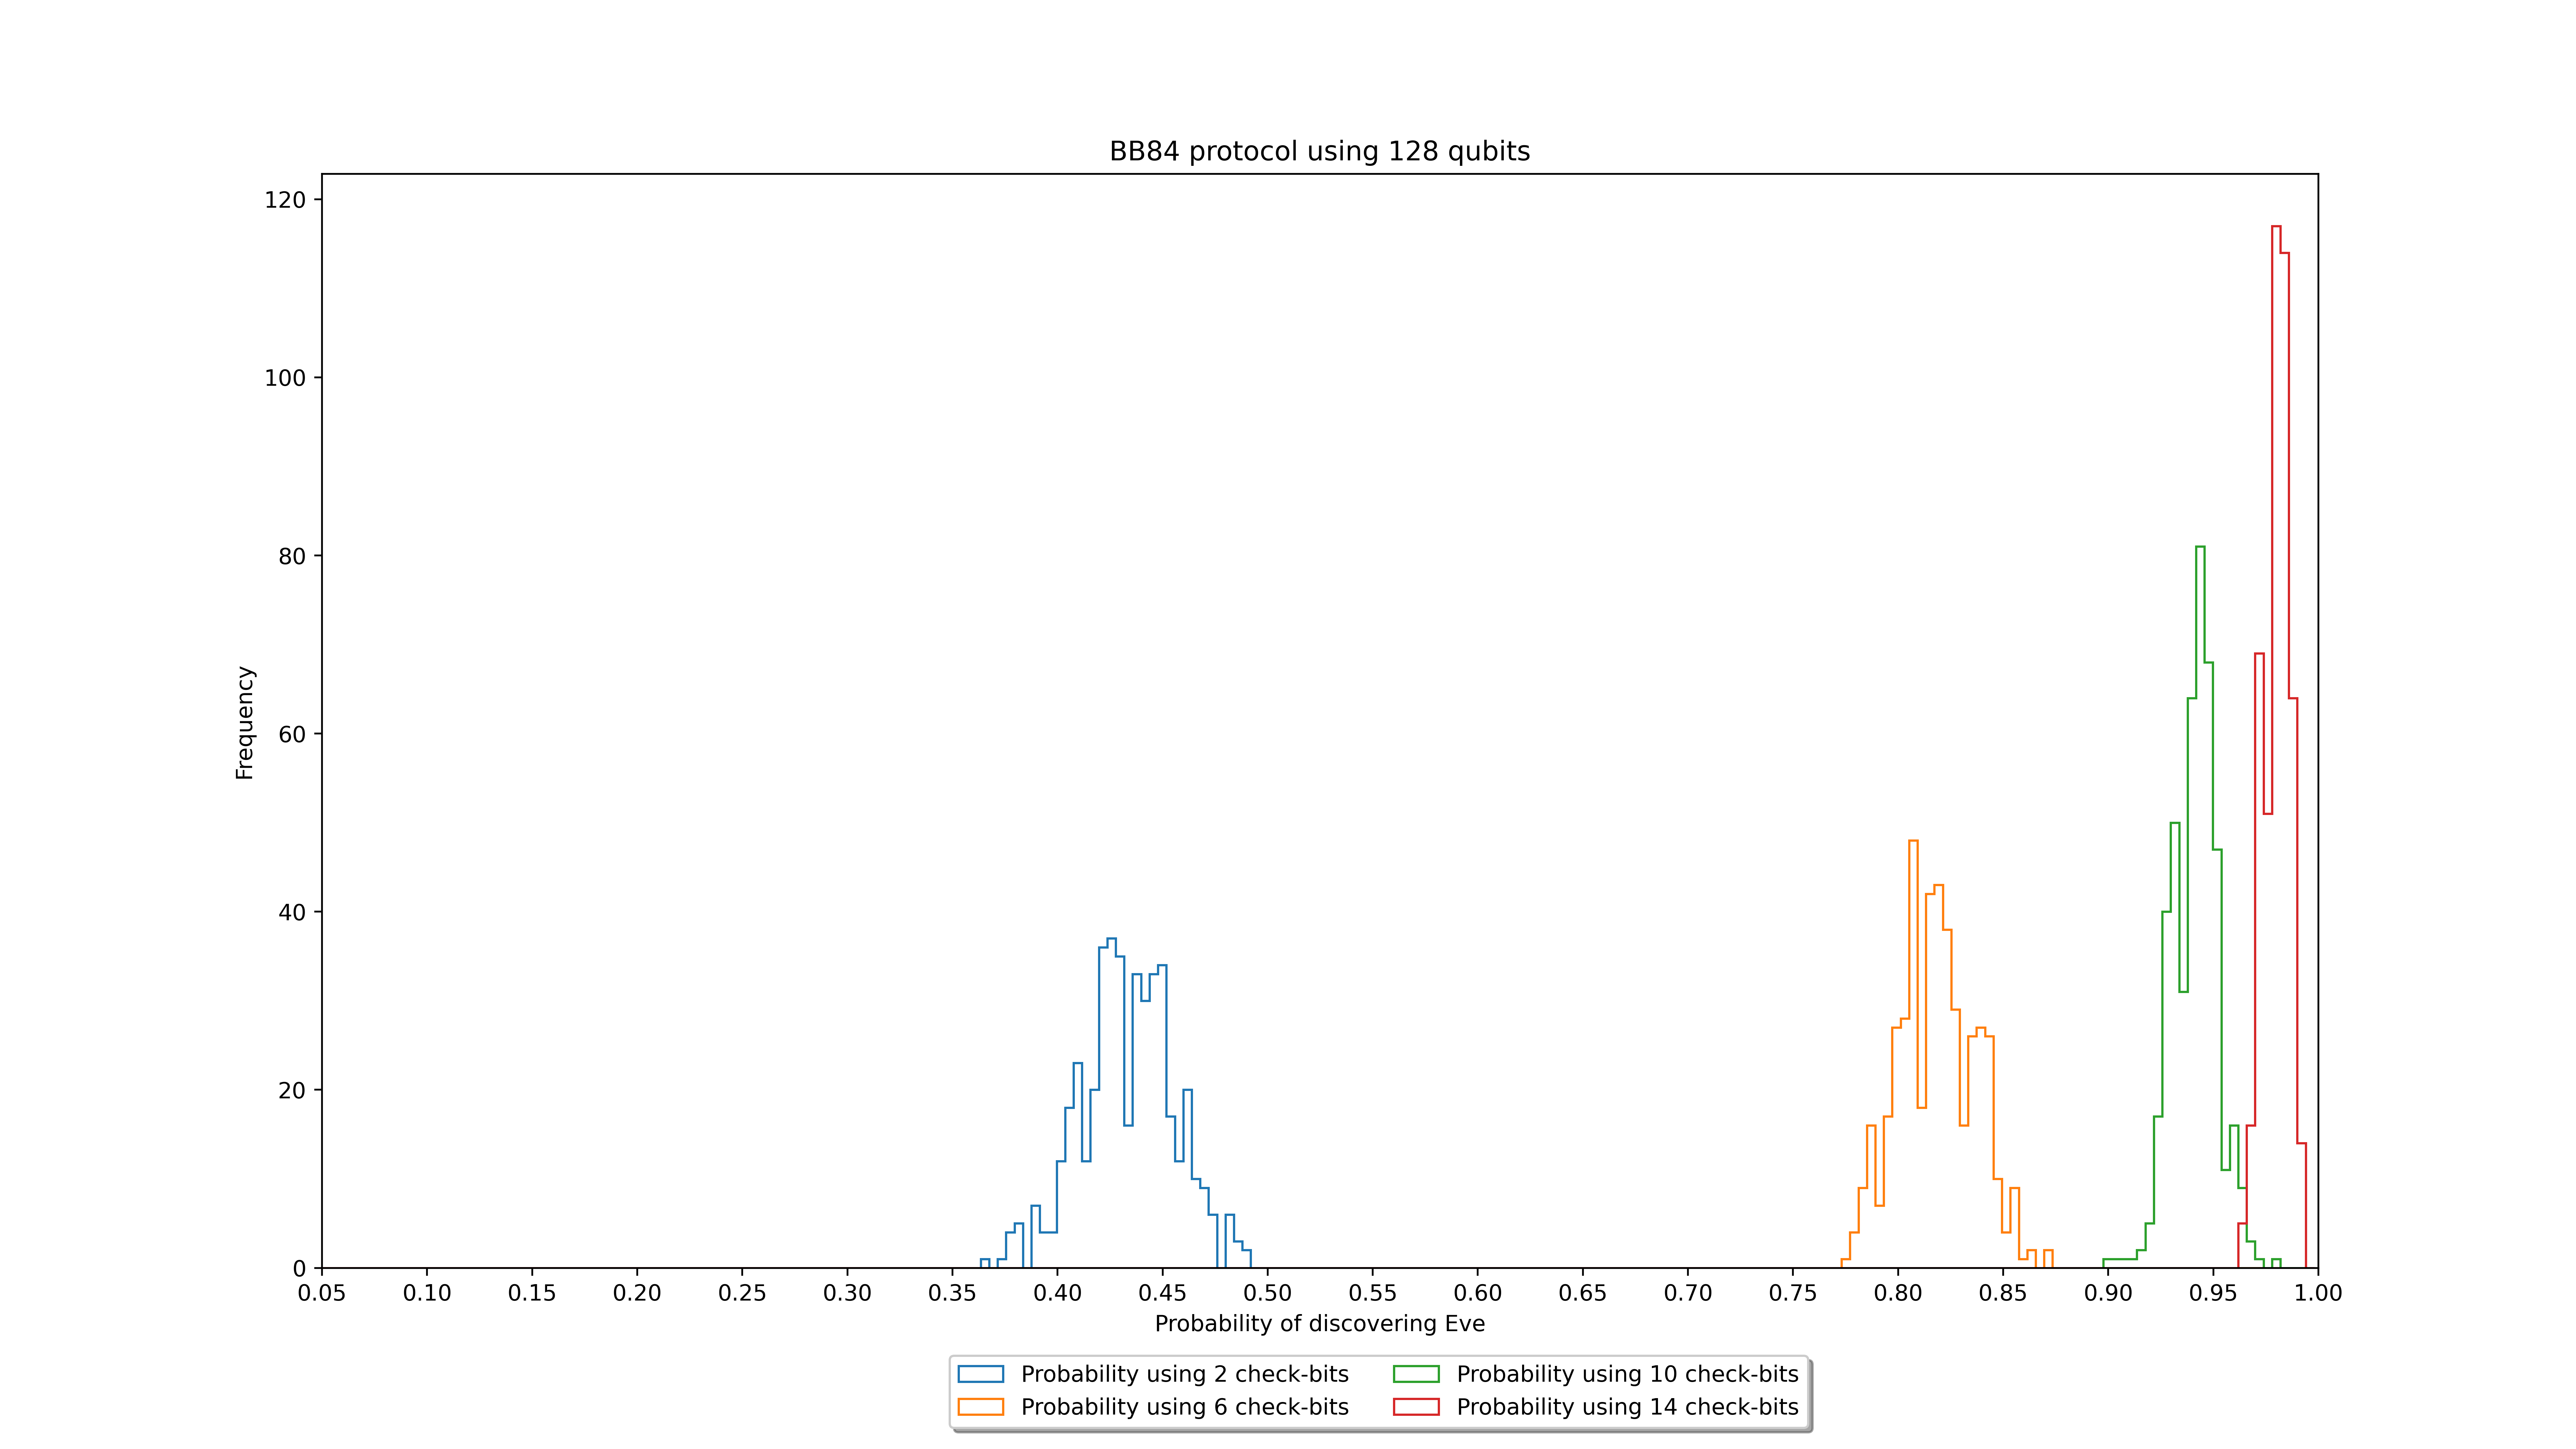 BB84 protocol using 128 qubits
120
100
80
60
40
20
0
Frequency
0.05 0.10 0.15 0.20 0.25 0.30 0.35 0.40 0.45 0.50 0.55 0.60 0.65 0.70 0.75 0.80 0.85 0.90 0.95 1.00
Probability of discovering Eve
Probability using 2 check-bits
Probability using 6 check-bits
Probability using 10 check-bits
Probability using 14 check-bits